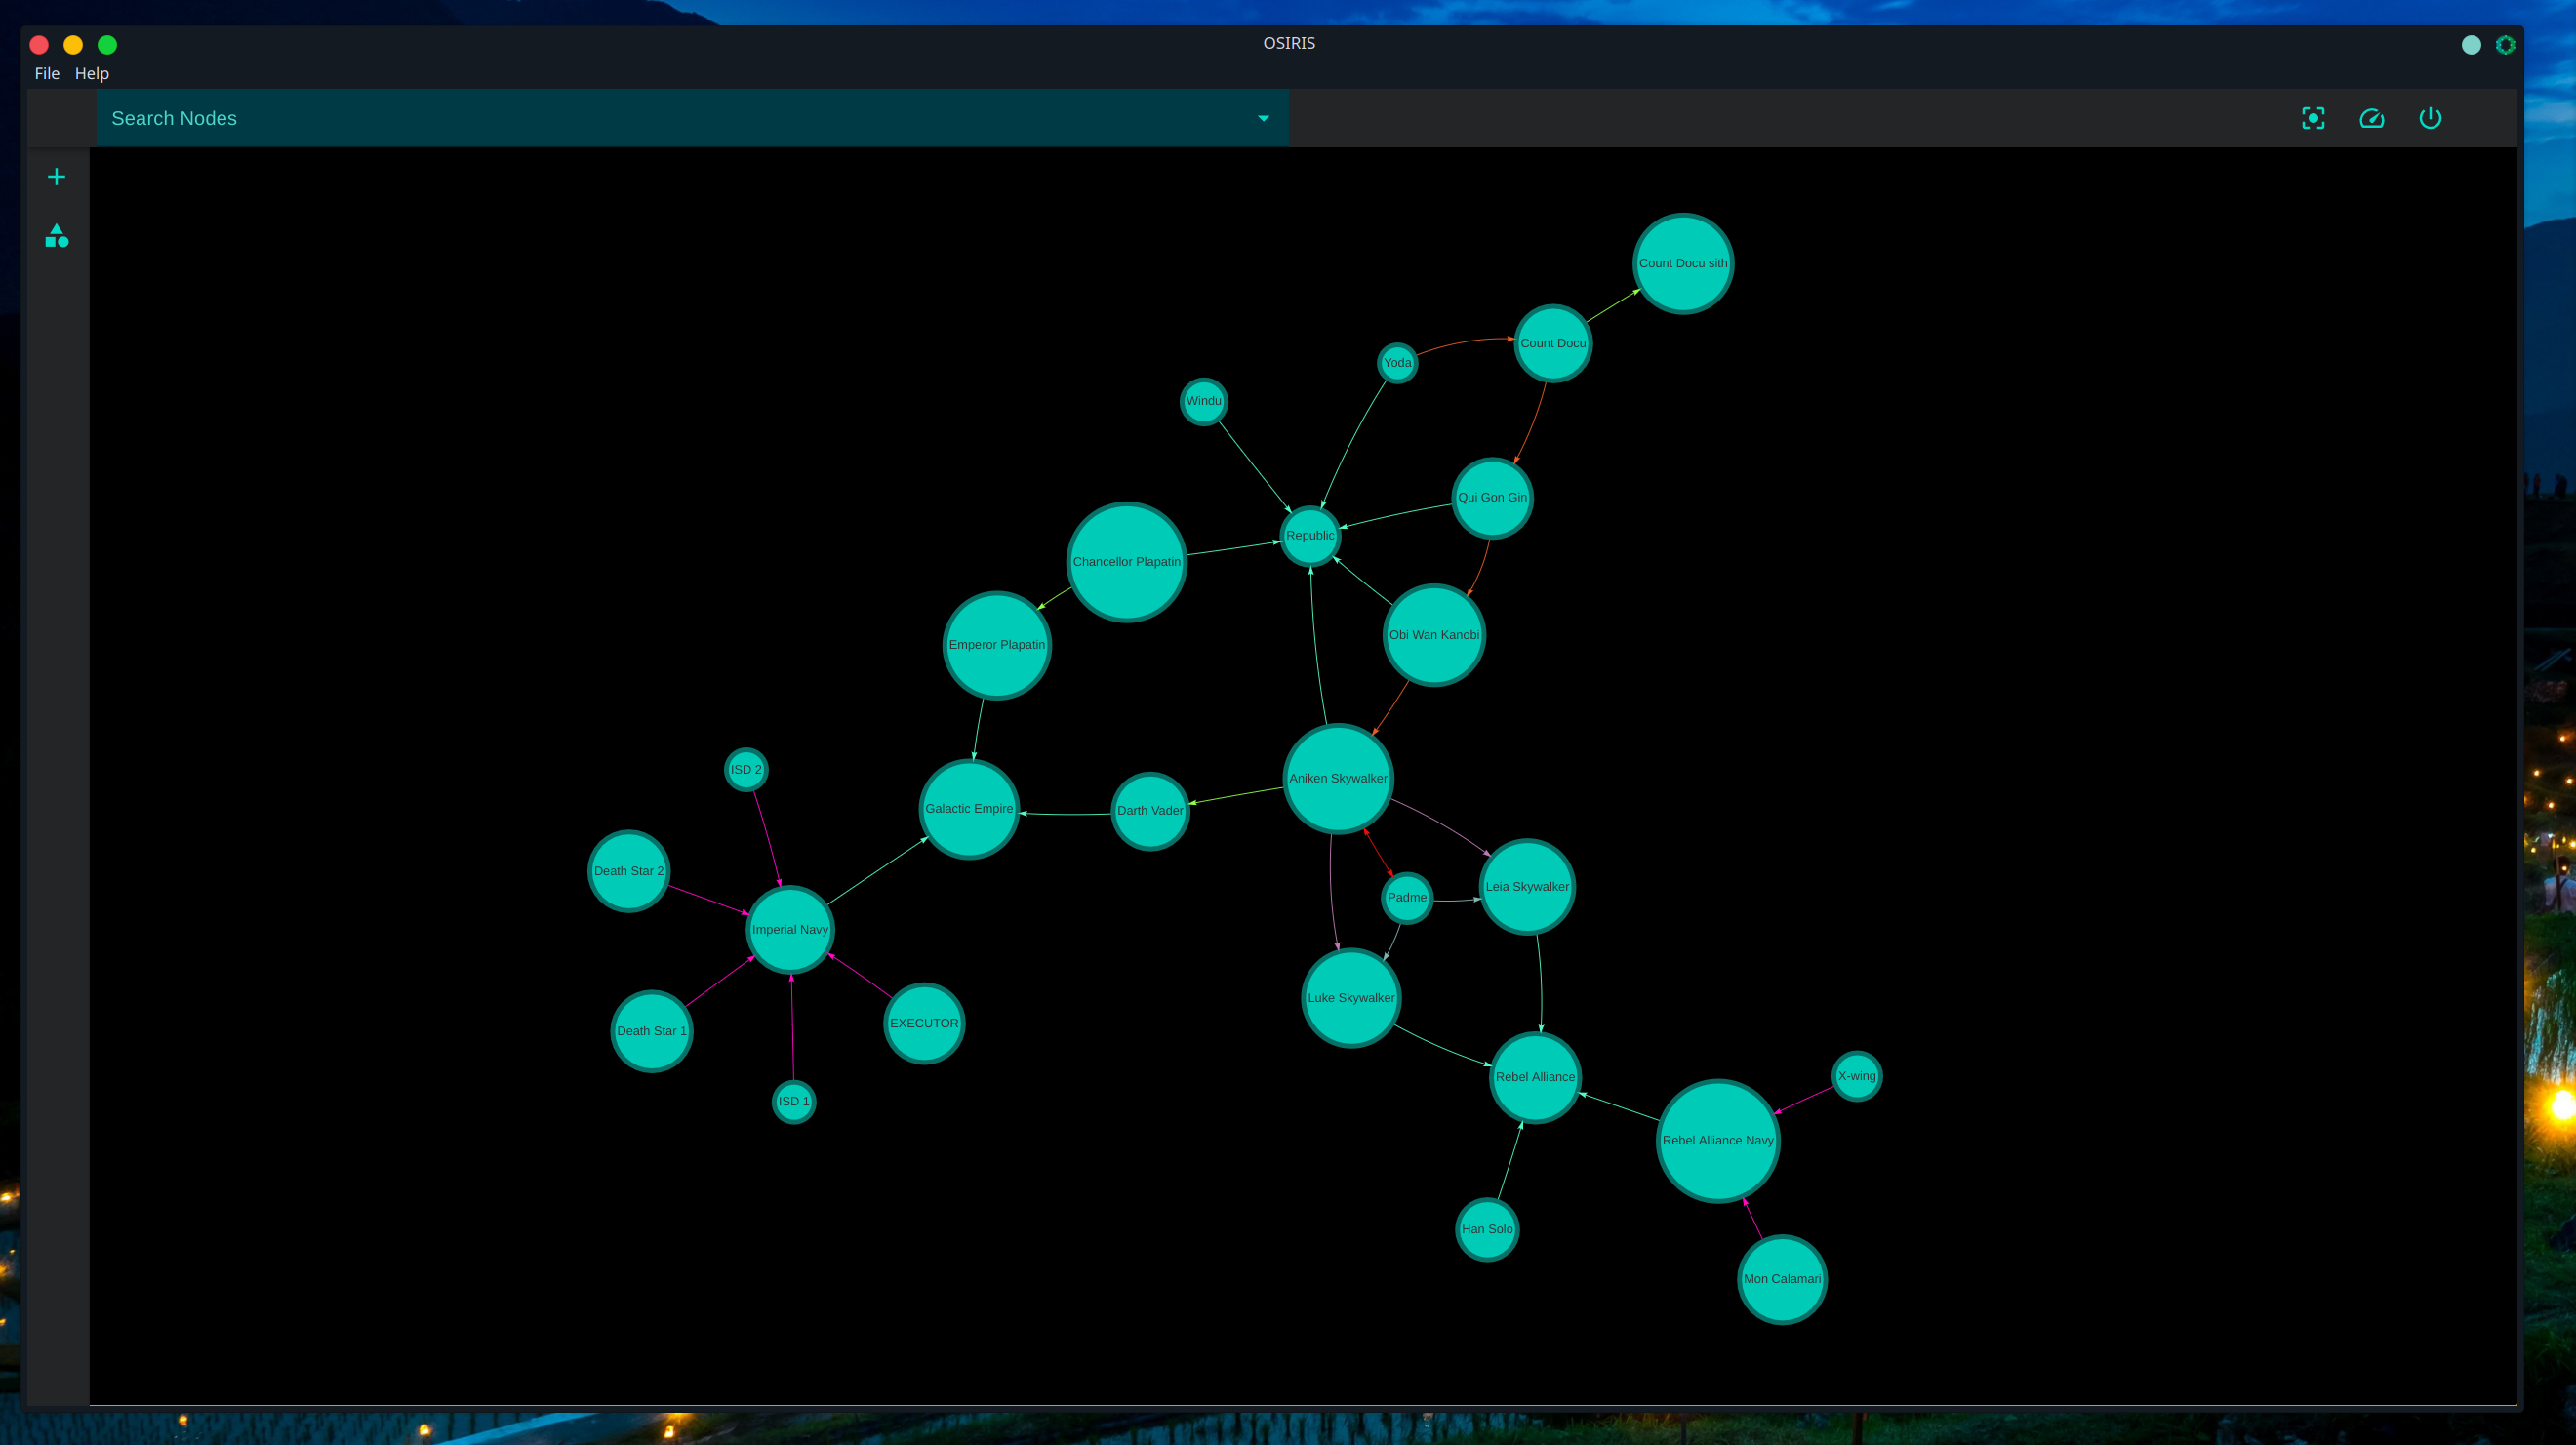 OSIRIS
File Help
Search Nodes
Count Docu sith
Count Docu
Yoda
Windu
Qui Gon Gin
Republic
Chancellor Plapatin
Obi Wan Kanobi
Emperor Plapatin
ISD 2
Aniken Skywalker
Galactic Empire
Darth Vader
Death Star 2
Leia Skywalker
Padme
Imperial Navy
Luke Skywalker
EXECUTOR
Death Star 1
Rebel Alliance
X-wing
ISD 1
Rebel Alliance Navy
Han Solo
Mon Calamari